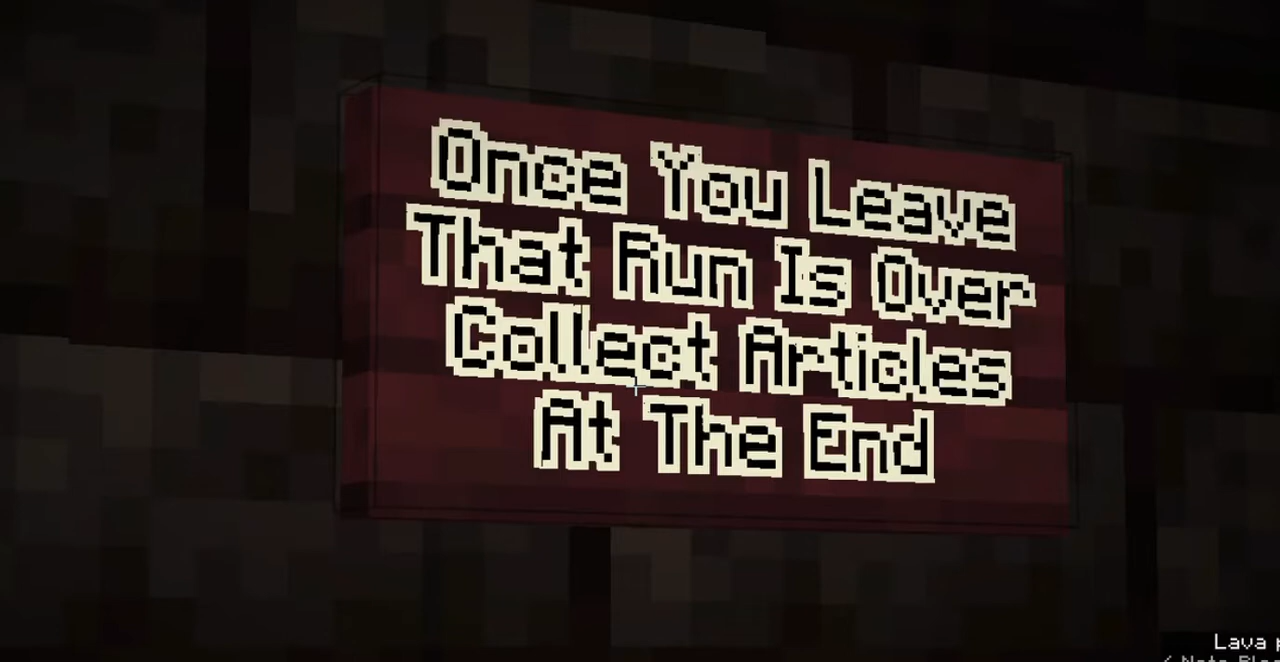 Once You Leave
That Run Is Over
Collect Articles
At The End
Lava